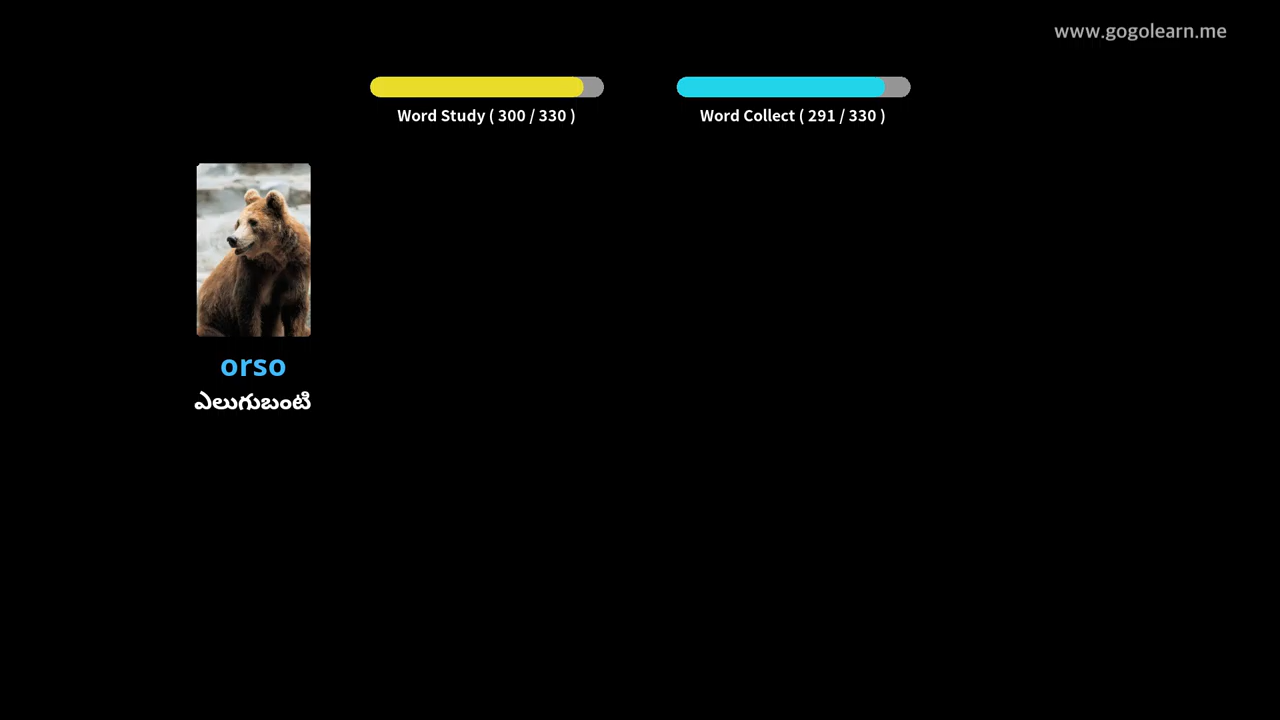 www.gogolearn.me
Word Study ( 300 / 330 )
Word Collect ( 291 / 330 )
orso
ఎలుగుబంటి